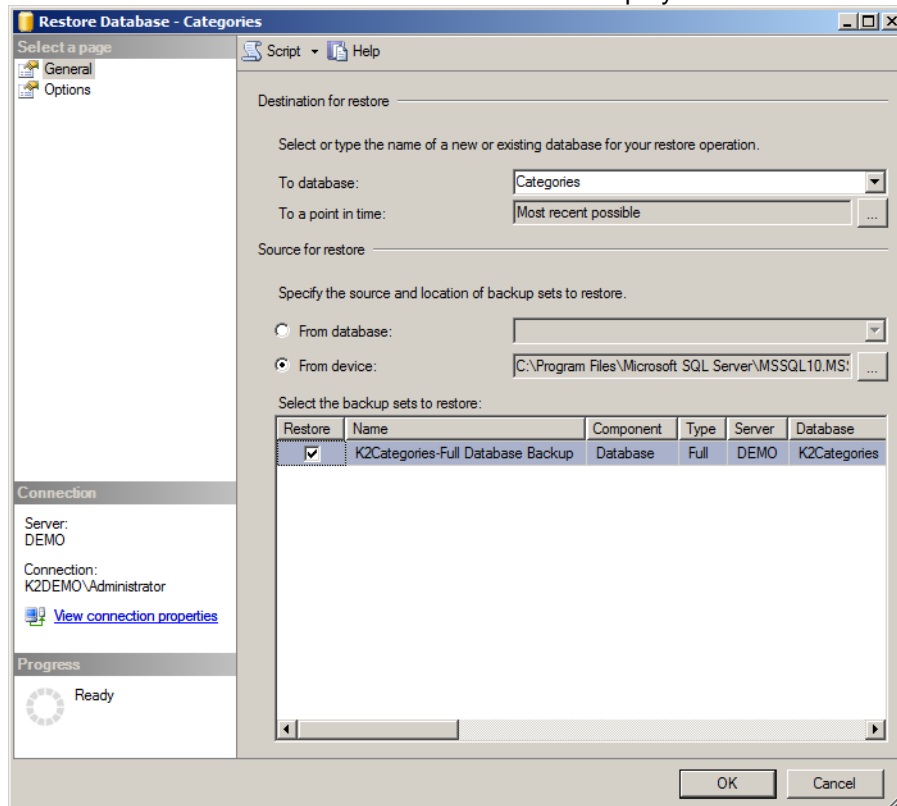 Restore Database - Categories
Select a page
General
Options
Script Help
Destination for restore
Select or type the name of a new or existing database for your restore operation.
To database: Categories
To a point in time: Most recent possible ...
Source for restore
Specify the source and location of backup sets to restore.
From database:
From device: C:\Program Files\Microsoft SQL Server\MSSQL10.MS ...
Select the backup sets to restore:
Restore Name Component Type Server Database
K2Categories-Full Database Backup Database Full DEMO K2Categories
Connection
Server:
DEMO
Connection:
K2DEMO\Administrator
View connection properties
Progress
Ready
OK Cancel